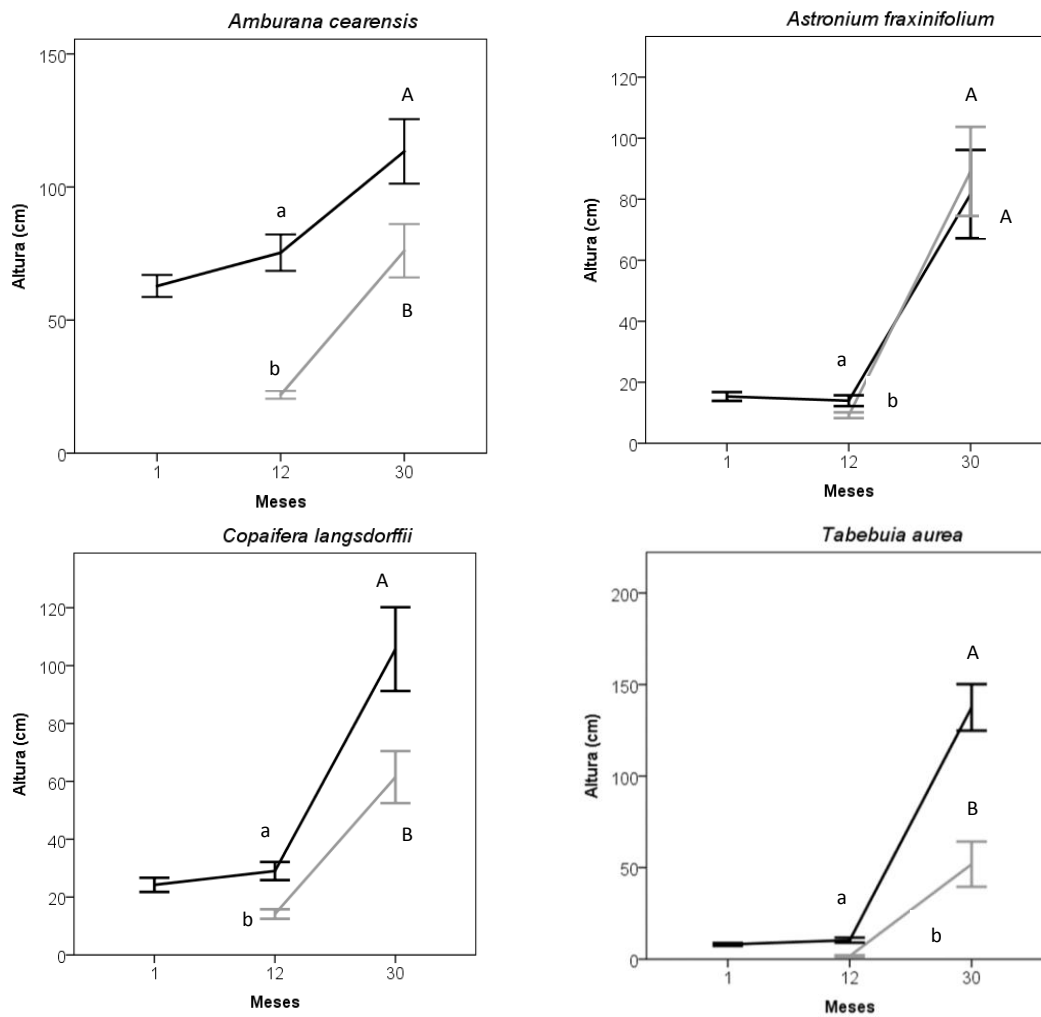 Amburana cearensis
150
100
50
0
Altura (cm)
A
a
B
b
1 12 30
Meses
Astronium fraxinifolium
120
100
80
60
40
20
0
Altura (cm)
A
A
a
b
1 12 30
Meses
Copaifera langsdorffii
120
100
80
60
40
20
0
Altura (cm)
A
a
B
b
1 12 30
Meses
Tabebuia aurea
200
150
100
50
0
Altura (cm)
A
B
a
b
1 12 30
Meses